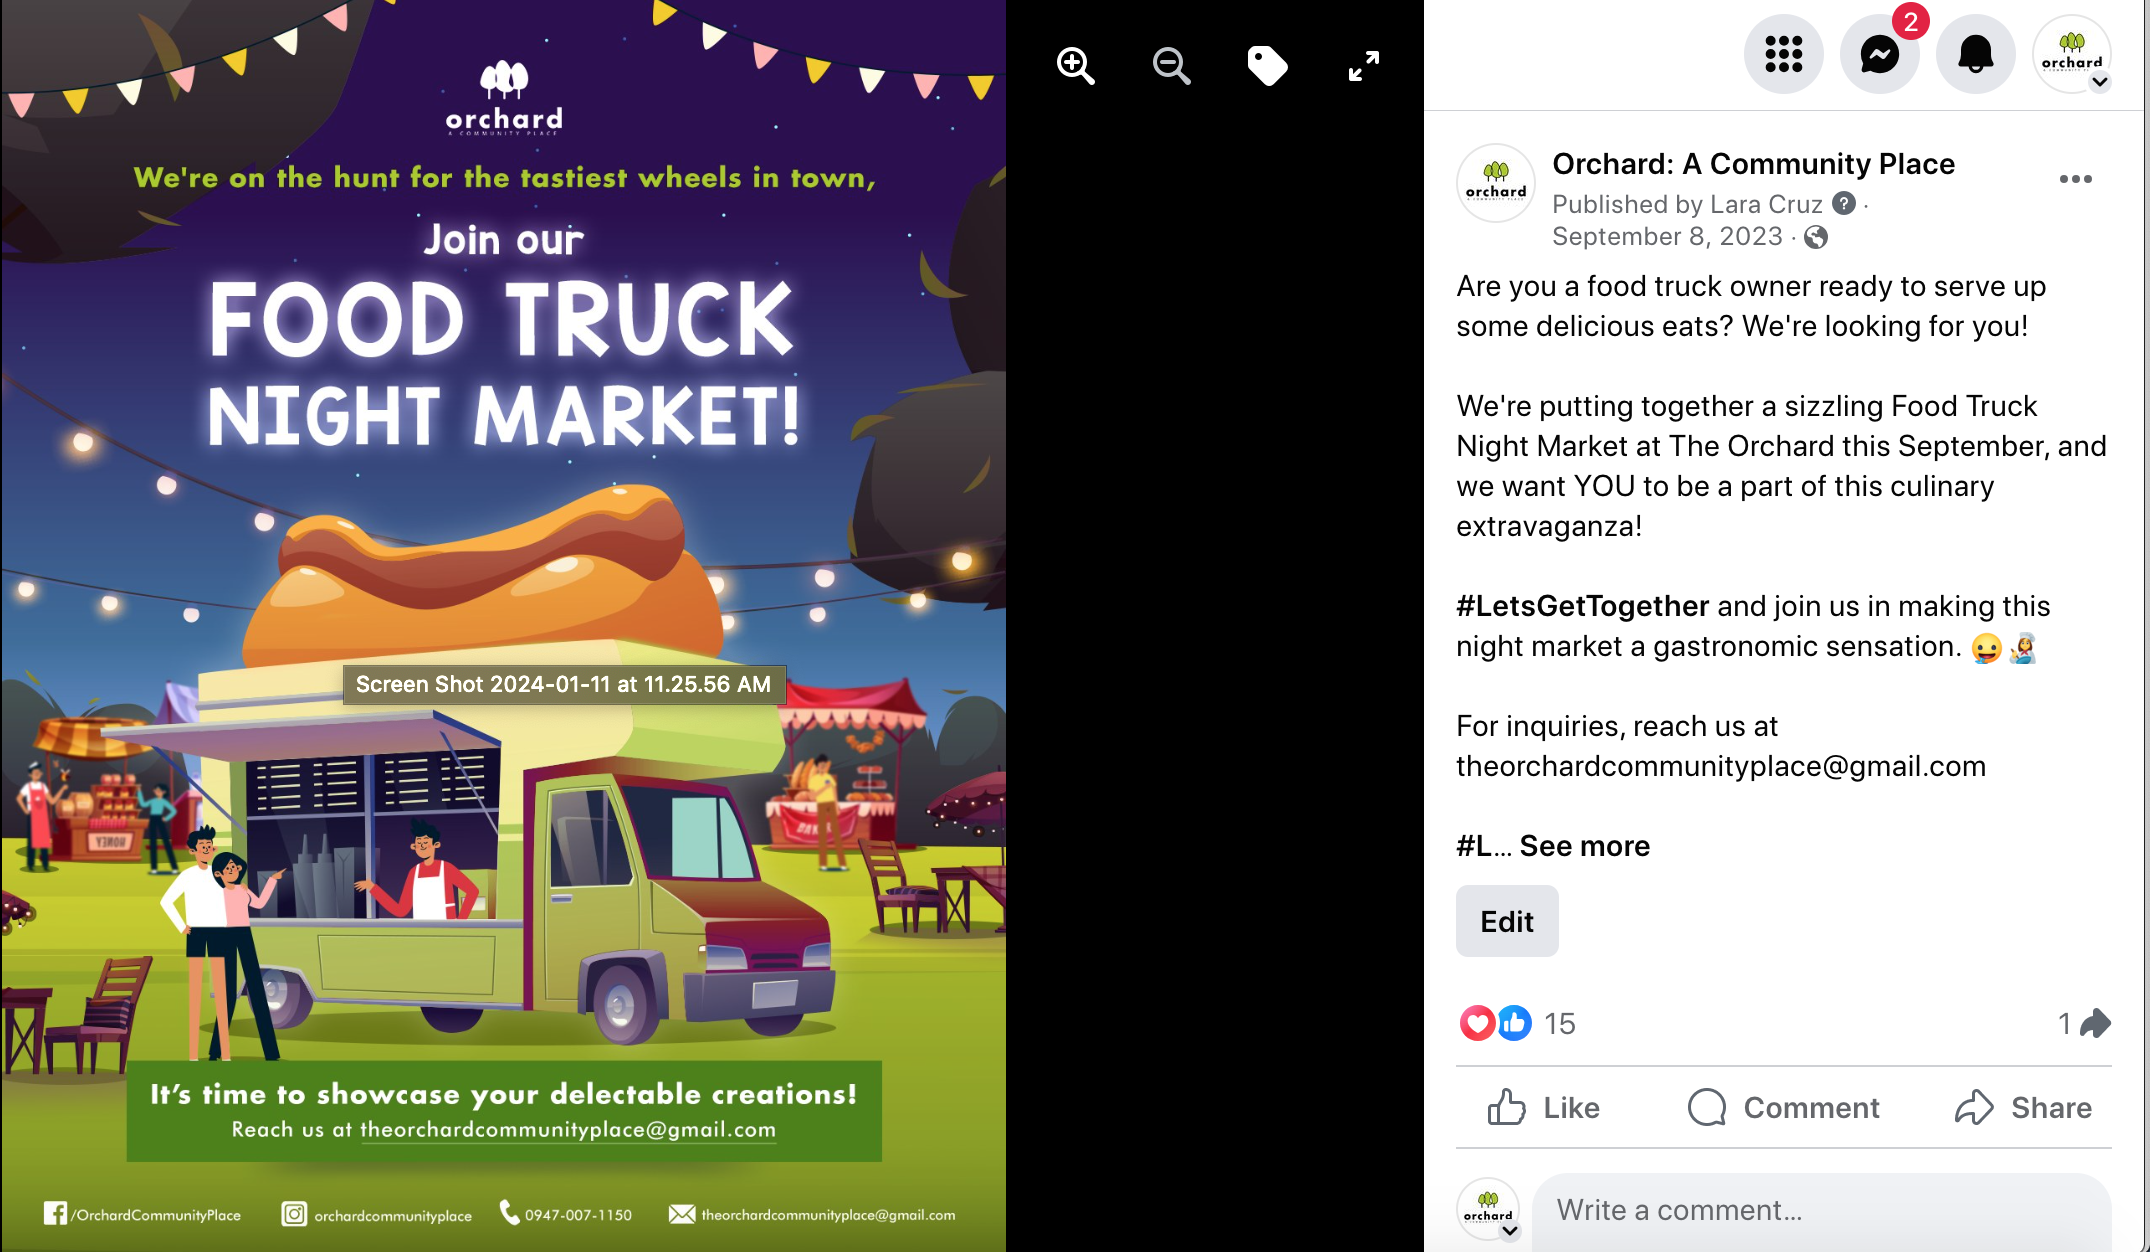 orchard
A COMMUNITY PLACE
We're on the hunt for the tastiest wheels in town,
Join our
FOOD TRUCK
NIGHT MARKET!
Screen Shot 2024-01-11 at 11.25.56 AM
HONEY
It's time to showcase your delectable creations!
Reach us at theorchardcommunityplace@gmail.com
/OrchardCommunityPlace
orchardcommunityplace
0947-007-1150
theorchardcommunityplace@gmail.com
2
orchard
orchard
Orchard: A Community Place
Published by Lara Cruz ? ·
September 8, 2023 ·
Are you a food truck owner ready to serve up
some delicious eats? We're looking for you!
We're putting together a sizzling Food Truck
Night Market at The Orchard this September, and
we want YOU to be a part of this culinary
extravaganza!
#LetsGetTogether and join us in making this
night market a gastronomic sensation. 😛👩‍🍳
For inquiries, reach us at
theorchardcommunityplace@gmail.com
#L... See more
Edit
15
1
Like
Comment
Share
orchard
Write a comment...